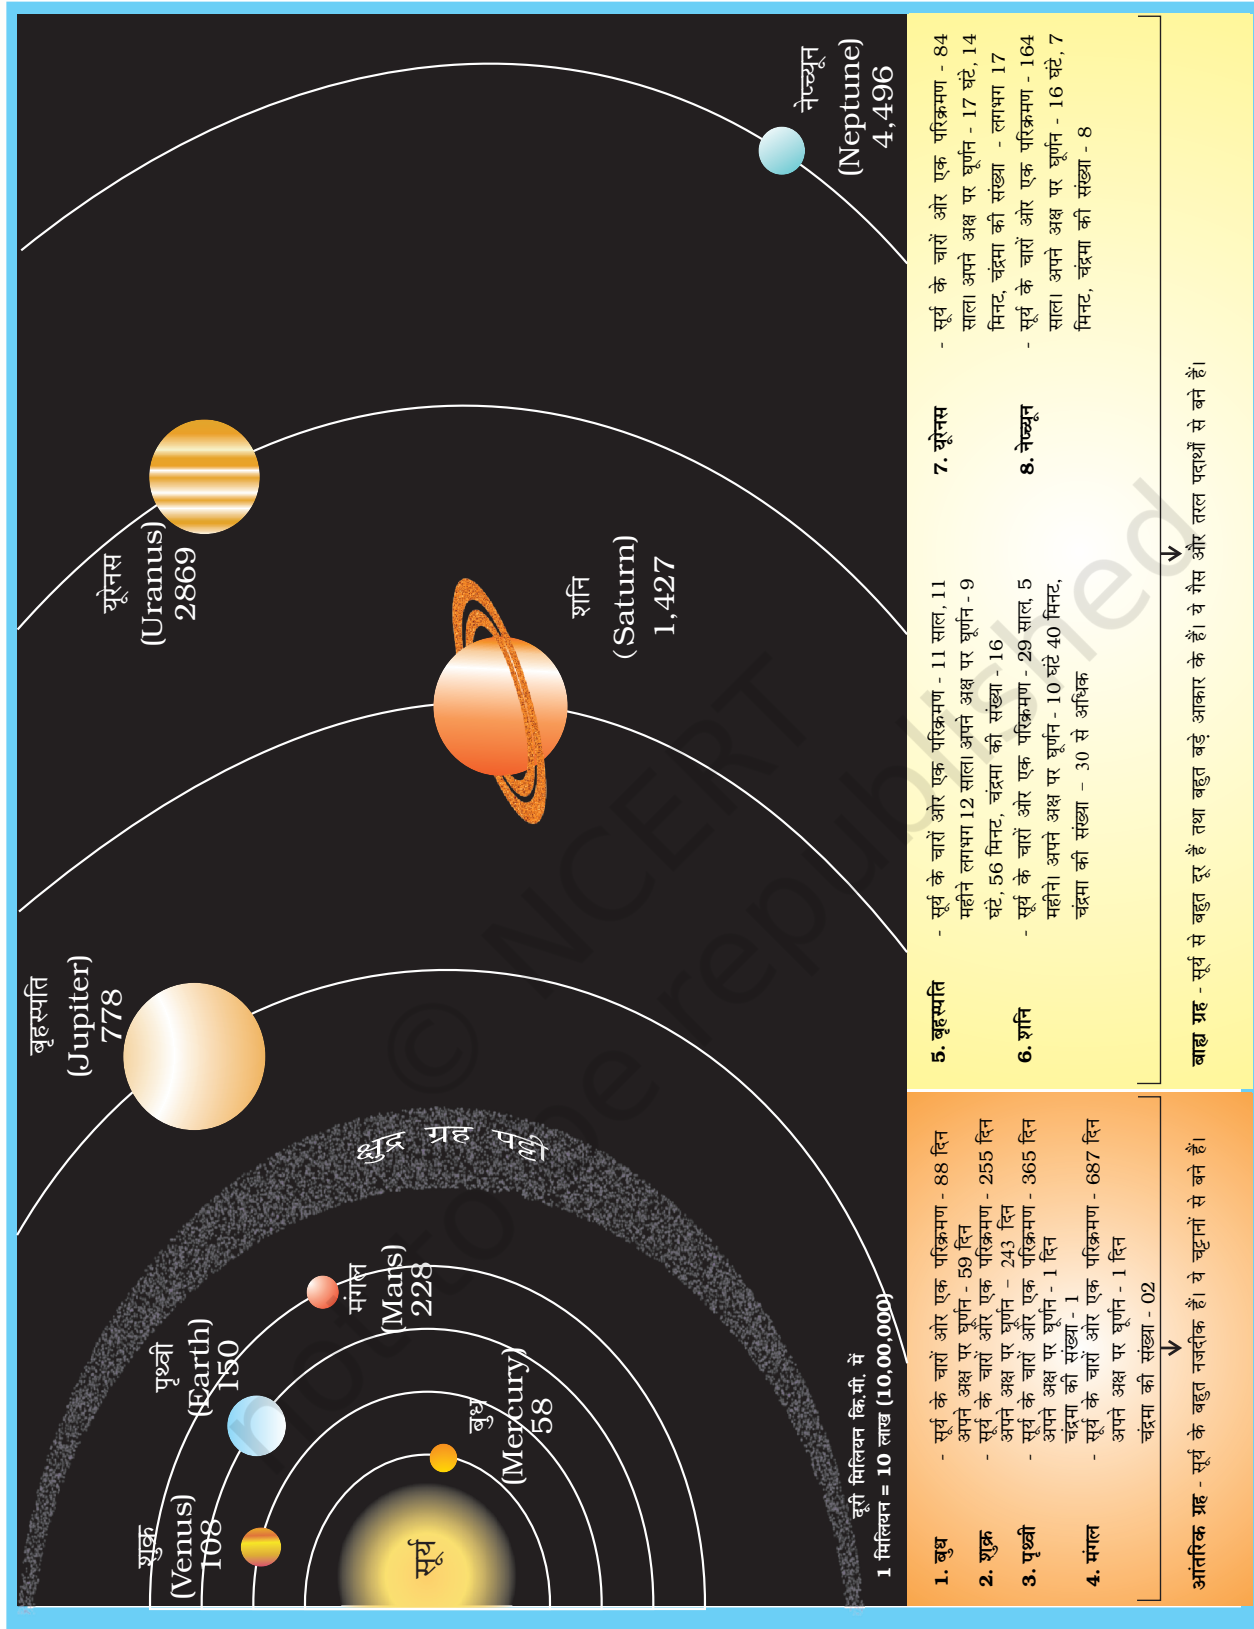 सूर्य
बुध
(Mercury)
58
शुक्र
(Venus)
108
पृथ्वी
(Earth)
150
मंगल
(Mars)
228
क्षुद्र ग्रह पट्टी
बृहस्पति
(Jupiter)
778
शनि
(Saturn)
1,427
यूरेनस
(Uranus)
2869
नेप्च्यून
(Neptune)
4,496
दूरी मिलियन कि.मी. में
1 मिलियन = 10 लाख (10,00,000)
1. बुध - सूर्य के चारों ओर एक परिक्रमण - 88 दिन
अपने अक्ष पर घूर्णन - 59 दिन
2. शुक्र - सूर्य के चारों ओर एक परिक्रमण - 255 दिन
अपने अक्ष पर घूर्णन – 243 दिन
3. पृथ्वी - सूर्य के चारों ओर एक परिक्रमण - 365 दिन
अपने अक्ष पर घूर्णन - 1 दिन
चंद्रमा की संख्या - 1
4. मंगल - सूर्य के चारों ओर एक परिक्रमण - 687 दिन
अपने अक्ष पर घूर्णन - 1 दिन
चंद्रमा की संख्या - 02
आंतरिक ग्रह - सूर्य के बहुत नजदीक हैं। ये चट्टानों से बने हैं।
5. बृहस्पति - सूर्य के चारों ओर एक परिक्रमण - 11 साल, 11
महीने लगभग 12 साल। अपने अक्ष पर घूर्णन - 9
घंटे, 56 मिनट, चंद्रमा की संख्या - 16
6. शनि - सूर्य के चारों ओर एक परिक्रमण - 29 साल, 5
महीने। अपने अक्ष पर घूर्णन - 10 घंटे 40 मिनट,
चंद्रमा की संख्या – 30 से अधिक
7. यूरेनस - सूर्य के चारों ओर एक परिक्रमण - 84
साल। अपने अक्ष पर घूर्णन - 17 घंटे, 14
मिनट, चंद्रमा की संख्या - लगभग 17
8. नेप्च्यून - सूर्य के चारों ओर एक परिक्रमण - 164
साल। अपने अक्ष पर घूर्णन - 16 घंटे, 7
मिनट, चंद्रमा की संख्या - 8
बाह्य ग्रह - सूर्य से बहुत दूर हैं तथा बहुत बड़े आकार के हैं। ये गैस और तरल पदार्थों से बने हैं।
© NCERT
not to be republished